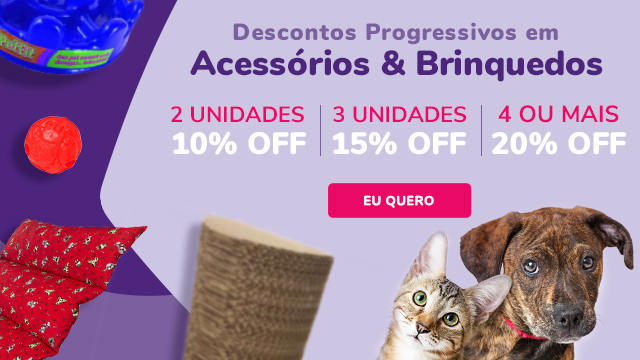 Descontos Progressivos em
Acessórios & Brinquedos
2 UNIDADES
10% OFF
3 UNIDADES
15% OFF
4 OU MAIS
20% OFF
EU QUERO